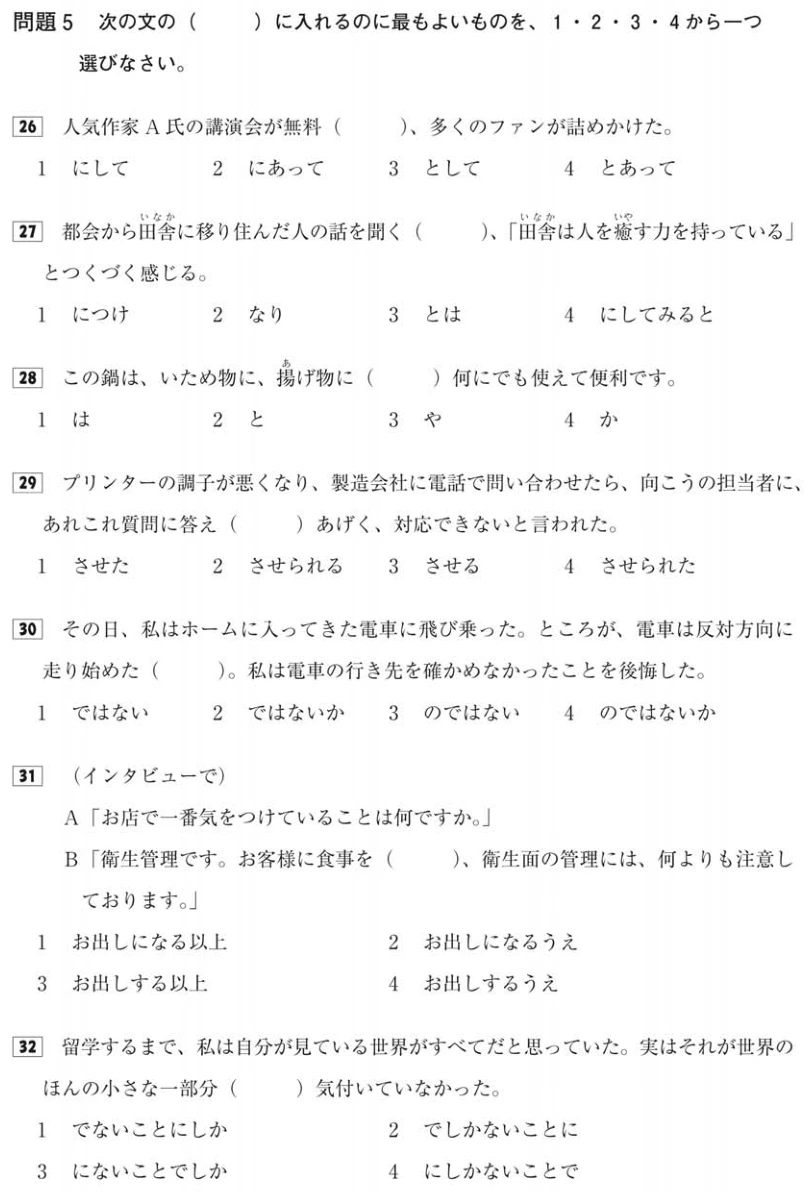 問題5 次の文の（　　）に入れるのに最もよいものを、1・2・3・4から一つ
選びなさい。
26 人気作家A氏の講演会が無料（　　）、多くのファンが詰めかけた。
1 にして 2 にあって 3 として 4 とあって
いなか いなか いや
27 都会から田舎に移り住んだ人の話を聞く（　　）、「田舎は人を癒す力を持っている」
とつくづく感じる。
1 につけ 2 なり 3 とは 4 にしてみると
あ
28 この鍋は、いため物に、揚げ物に（　　）何にでも使えて便利です。
1 は 2 と 3 や 4 か
29 プリンターの調子が悪くなり、製造会社に電話で問い合わせたら、向こうの担当者に、
あれこれ質問に答え（　　）あげく、対応できないと言われた。
1 させた 2 させられる 3 させる 4 させられた
30 その日、私はホームに入ってきた電車に飛び乗った。ところが、電車は反対方向に
走り始めた（　　）。私は電車の行き先を確かめなかったことを後悔した。
1 ではない 2 ではないか 3 のではない 4 のではないか
31 （インタビューで）
A「お店で一番気をつけていることは何ですか。」
B「衛生管理です。お客様に食事を（　　）、衛生面の管理には、何よりも注意し
ております。」
1 お出しになる以上 2 お出しになるうえ
3 お出しする以上 4 お出しするうえ
32 留学するまで、私は自分が見ている世界がすべてだと思っていた。実はそれが世界の
ほんの小さな一部分（　　）気付いていなかった。
1 でないことにしか 2 でしかないことに
3 にないことでしか 4 にしかないことで